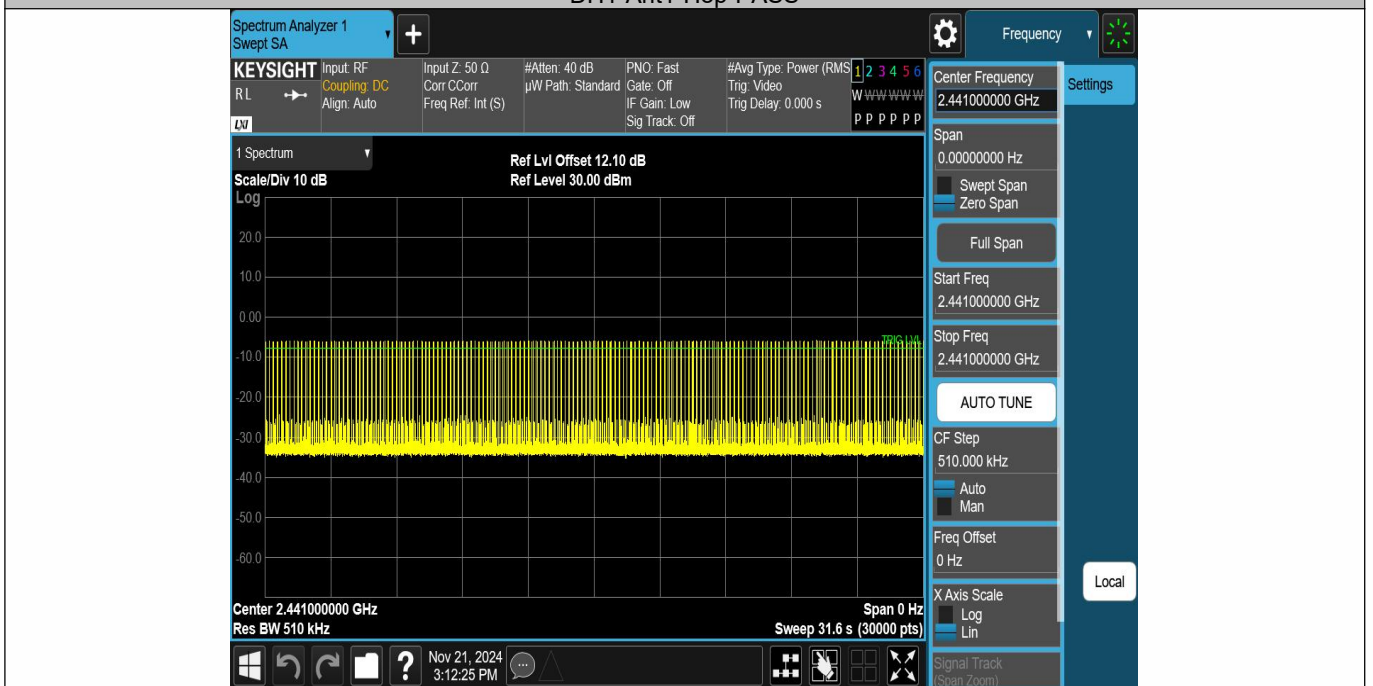 Spectrum Analyzer 1
Swept SA
+
Frequency
KEYSIGHT
RL
LXI
Input: RF
Coupling: DC
Align: Auto
Input Z: 50 Ω
Corr CCorr
Freq Ref: Int (S)
#Atten: 40 dB
µW Path: Standard
PNO: Fast
Gate: Off
IF Gain: Low
Sig Track: Off
#Avg Type: Power (RMS
Trig: Video
Trig Delay: 0.000 s
1 2 3 4 5 6
W W W W W W
P P P P P P
Center Frequency
2.441000000 GHz
Settings
Span
0.00000000 Hz
Swept Span
Zero Span
Full Span
Start Freq
2.441000000 GHz
Stop Freq
2.441000000 GHz
AUTO TUNE
CF Step
510.000 kHz
Auto
Man
Freq Offset
0 Hz
X Axis Scale
Log
Lin
Signal Track
(Span Zoom)
Local
1 Spectrum
Scale/Div 10 dB
Ref Lvl Offset 12.10 dB
Ref Level 30.00 dBm
Log
20.0
10.0
0.00
-10.0
-20.0
-30.0
-40.0
-50.0
-60.0
TRIG LVL
Center 2.441000000 GHz
Span 0 Hz
Res BW 510 kHz
Sweep 31.6 s (30000 pts)
?
Nov 21, 2024
3:12:25 PM